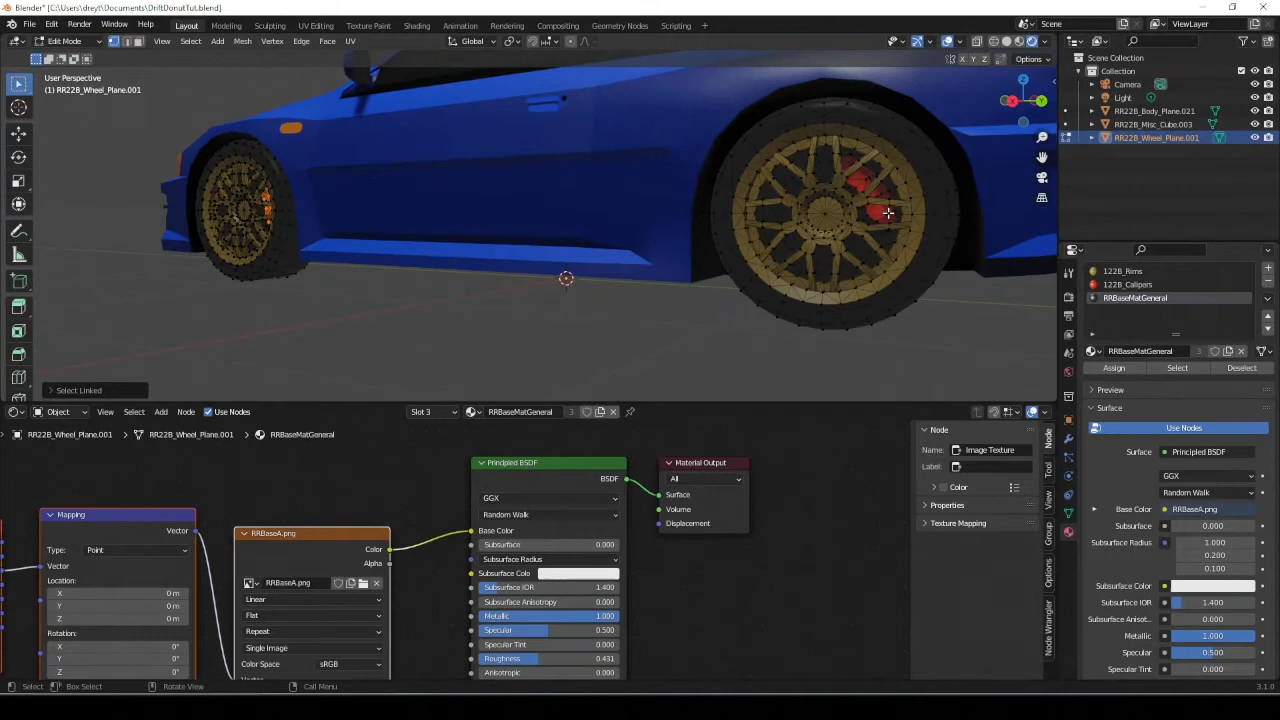 Blender* [C:\Users\dreyt\Documents\DriftDonutTut.blend]
File Edit Render Window Help Layout Modeling Sculpting UV Editing Texture Paint Shading Animation Rendering Compositing Geometry Nodes Scripting Scene ViewLayer
Edit Mode View Select Add Mesh Vertex Edge Face UV Global
X Y Z Options
Scene Collection
Collection
Camera
Light
RR22B_Body_Plane.021
RR22B_Misc_Cube.003
RR22B_Wheel_Plane.001
User Perspective
(1) RR22B_Wheel_Plane.001
Select Linked
122B_Rims
122B_Calipers
RRBaseMatGeneral
RRBaseMatGeneral 3
Assign Select Deselect
Preview
Surface
Use Nodes
Surface Principled BSDF
GGX
Random Walk
Base Color RRBaseA.png
Subsurface 0.000
Subsurface Radius 1.000
0.200
0.100
Subsurface Color
Subsurface IOR 1.400
Subsurface Anisot... 0.000
Metallic 1.000
Specular 0.500
Specular Tint 0.000
Object View Select Add Node Use Nodes Slot 3 RRBaseMatGeneral 3
RR22B_Wheel_Plane.001 RR22B_Wheel_Plane.001 RRBaseMatGeneral
Mapping
Vector
Type: Point
Vector
Location:
X 0 m
Y 0 m
Z 0 m
Rotation:
X 0°
Y 0°
Z 0°
RRBaseA.png
Color
Alpha
RRBaseA.png
Linear
Flat
Repeat
Single Image
Color Space sRGB
Principled BSDF
BSDF
GGX
Random Walk
Base Color
Subsurface 0.000
Subsurface Radius
Subsurface Colo
Subsurface IOR 1.400
Subsurface Anisotropy 0.000
Metallic 1.000
Specular 0.500
Specular Tint 0.000
Roughness 0.431
Anisotropic 0.000
Material Output
All
Surface
Volume
Displacement
Node
Name: Image Texture
Label:
Color
Properties
Texture Mapping
Node
Tool
View
Group
Options
Node Wrangler
Select Box Select Rotate View Call Menu 3.1.0